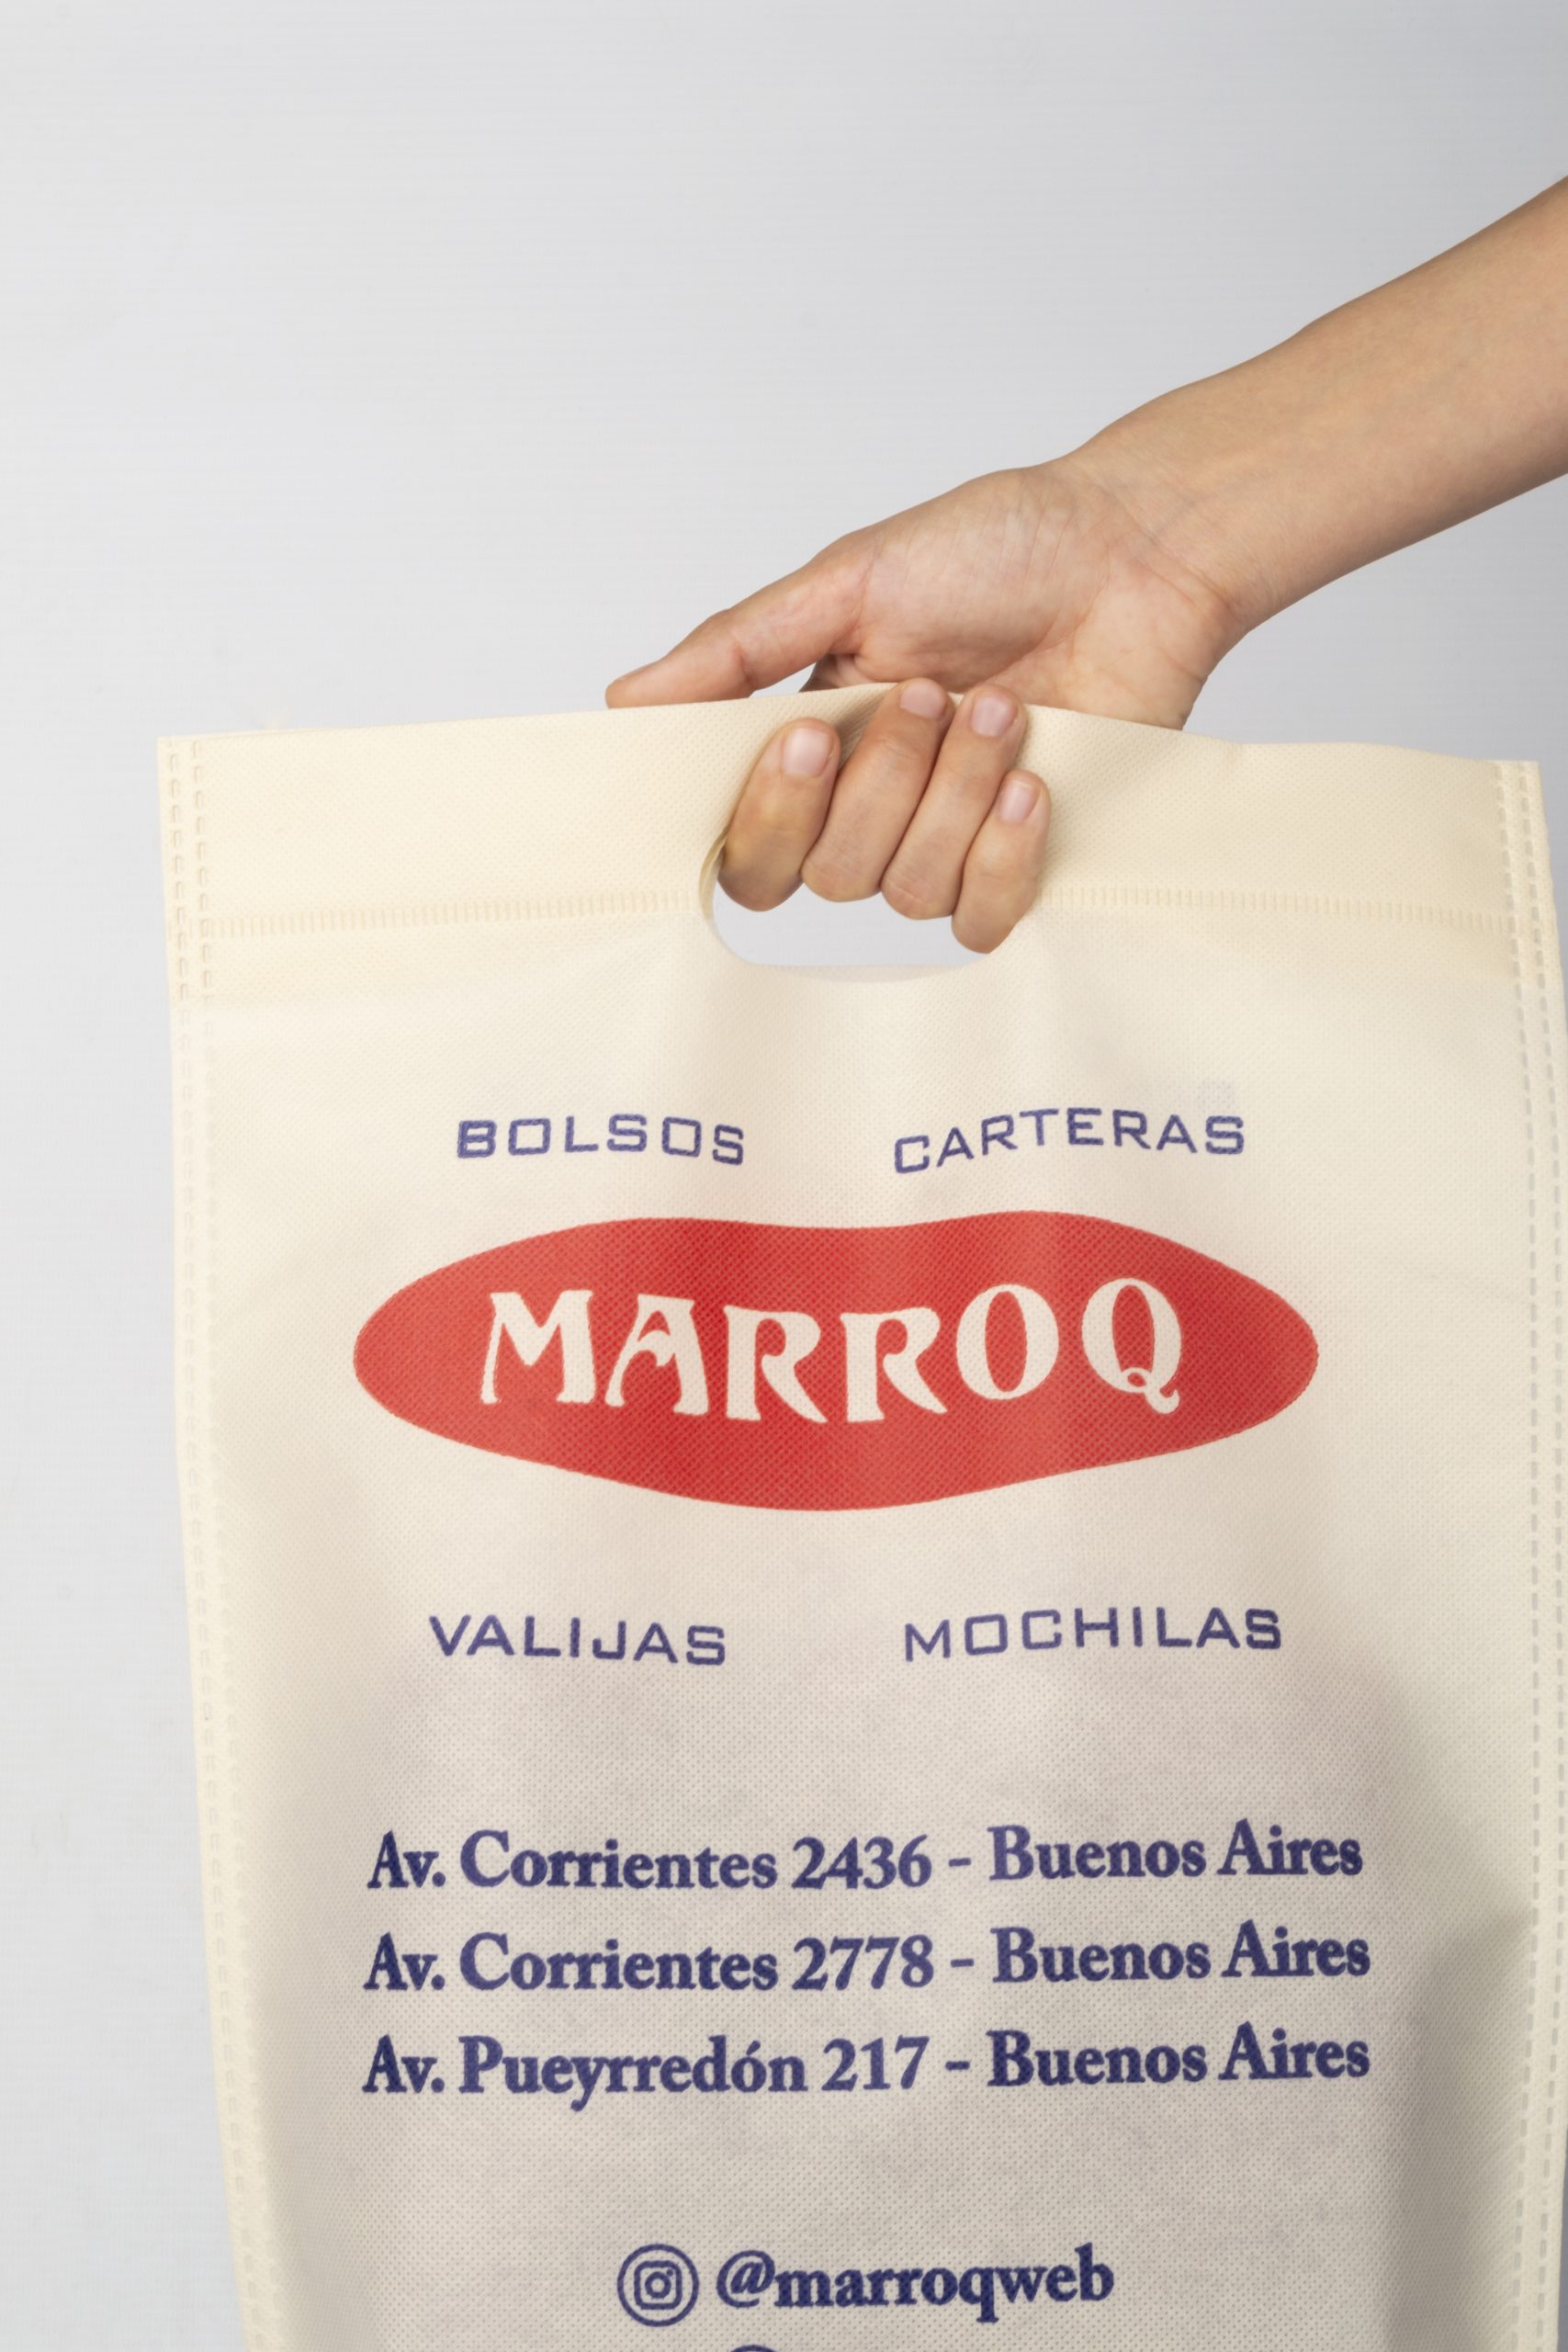 BOLSOS CARTERAS
MARROQ
VALIJAS MOCHILAS
Av. Corrientes 2436 - Buenos Aires
Av. Corrientes 2778 - Buenos Aires
Av. Pueyrredón 217 - Buenos Aires
@marroqweb